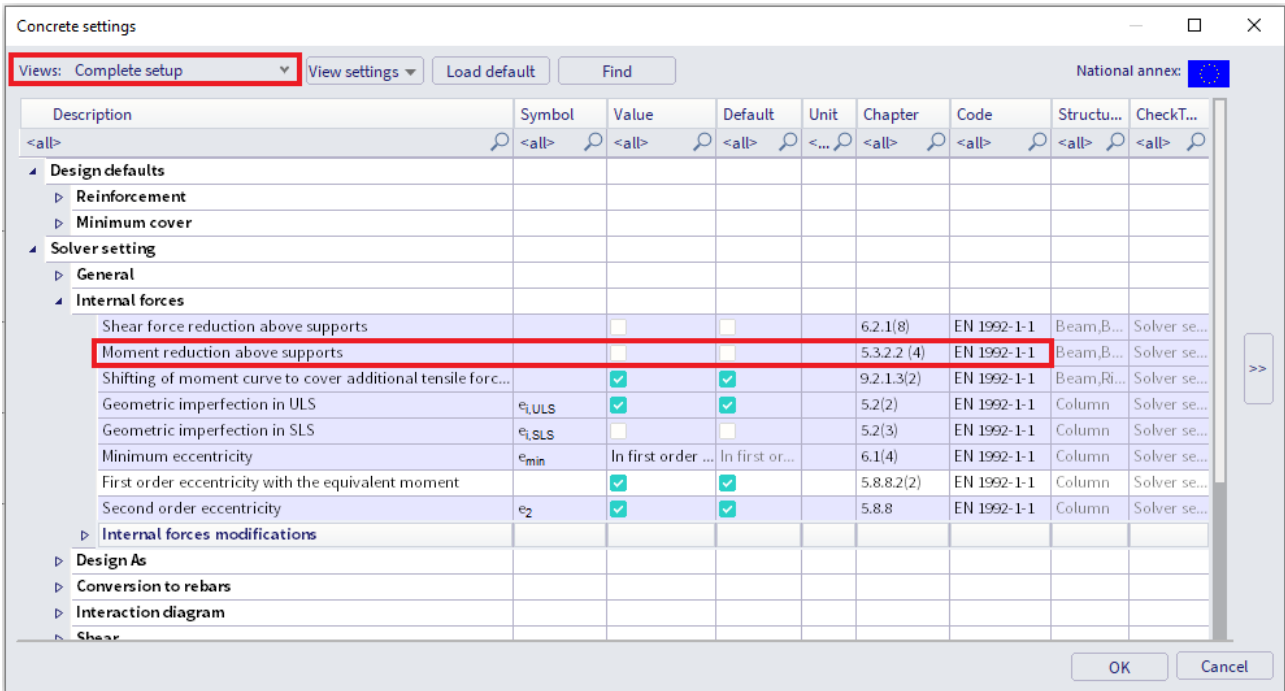 Concrete settings
Views: Complete setup View settings Load default Find National annex:
Description Symbol Value Default Unit Chapter Code Structu... CheckT...
<all> <all> <all> <all> <... <all> <all> <all> <all>
Design defaults
Reinforcement
Minimum cover
Solver setting
General
Internal forces
Shear force reduction above supports 6.2.1(8) EN 1992-1-1 Beam,B... Solver se...
Moment reduction above supports 5.3.2.2 (4) EN 1992-1-1 Beam,B... Solver se...
Shifting of moment curve to cover additional tensile forc... 9.2.1.3(2) EN 1992-1-1 Beam,Ri... Solver se...
Geometric imperfection in ULS ei,ULS 5.2(2) EN 1992-1-1 Column Solver se...
Geometric imperfection in SLS ei,SLS 5.2(3) EN 1992-1-1 Column Solver se...
Minimum eccentricity emin In first order ... In first or... 6.1(4) EN 1992-1-1 Column Solver se...
First order eccentricity with the equivalent moment 5.8.8.2(2) EN 1992-1-1 Column Solver se...
Second order eccentricity e2 5.8.8 EN 1992-1-1 Column Solver se...
Internal forces modifications
Design As
Conversion to rebars
Interaction diagram
Shear
>>
OK Cancel